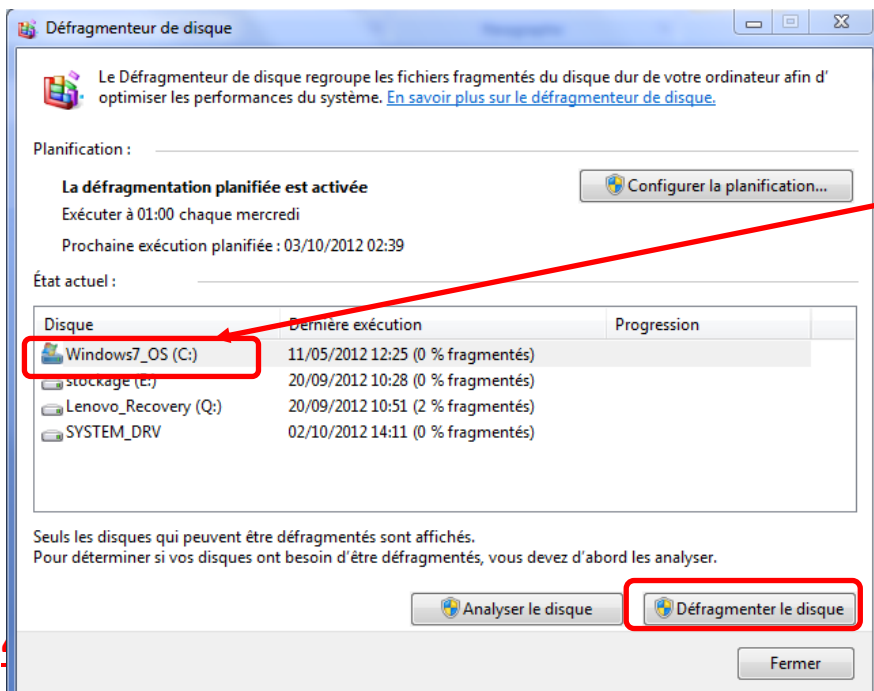 Défragmenteur de disque
Le Défragmenteur de disque regroupe les fichiers fragmentés du disque dur de votre ordinateur afin d'
optimiser les performances du système. En savoir plus sur le défragmenteur de disque.
Planification :
La défragmentation planifiée est activée
Configurer la planification...
Exécuter à 01:00 chaque mercredi
Prochaine exécution planifiée : 03/10/2012 02:39
État actuel :
Disque Dernière exécution Progression
Windows7_OS (C:) 11/05/2012 12:25 (0 % fragmentés)
stockage (E:) 20/09/2012 10:28 (0 % fragmentés)
Lenovo_Recovery (Q:) 20/09/2012 10:51 (2 % fragmentés)
SYSTEM_DRV 02/10/2012 14:11 (0 % fragmentés)
Seuls les disques qui peuvent être défragmentés sont affichés.
Pour déterminer si vos disques ont besoin d'être défragmentés, vous devez d'abord les analyser.
Analyser le disque Défragmenter le disque
Fermer